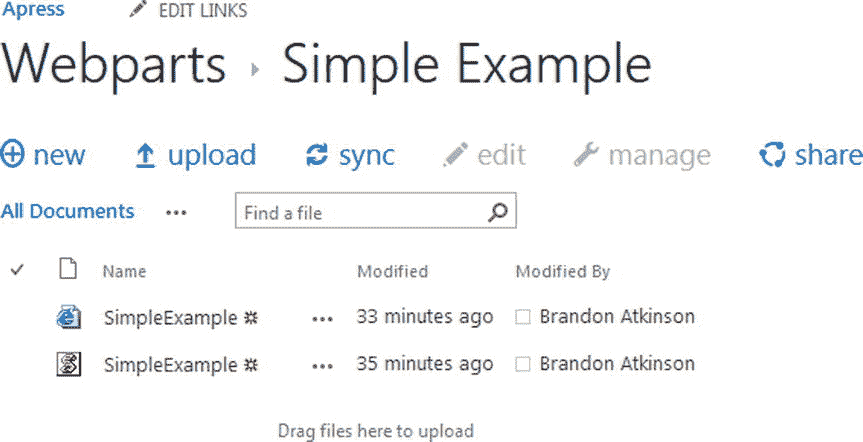 Apress EDIT LINKS
Webparts ▸ Simple Example
new upload sync edit manage share
All Documents ••• Find a file
Name Modified Modified By
SimpleExample ••• 33 minutes ago Brandon Atkinson
SimpleExample ••• 35 minutes ago Brandon Atkinson
Drag files here to upload